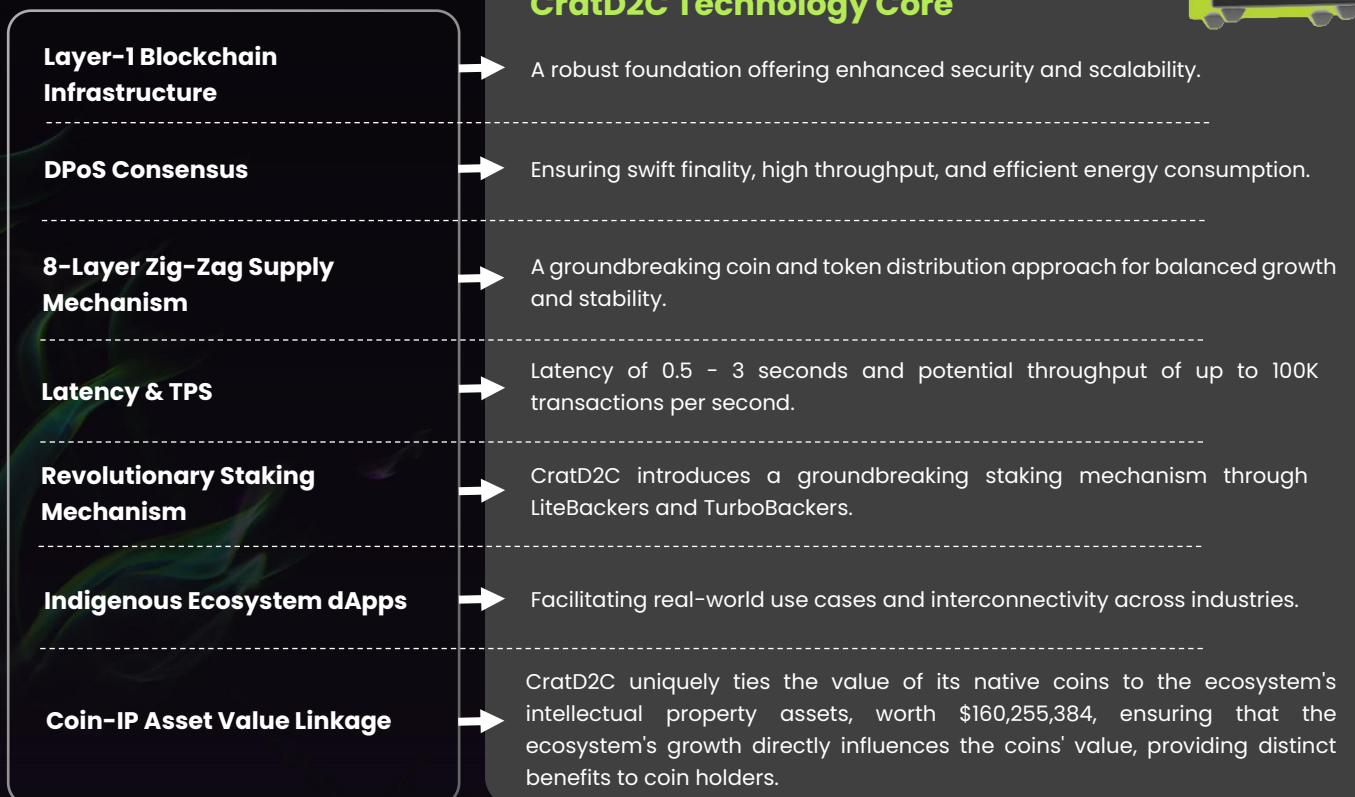 CratD2C Technology Core
Layer-1 Blockchain
Infrastructure
A robust foundation offering enhanced security and scalability.
DPoS Consensus
Ensuring swift finality, high throughput, and efficient energy consumption.
8-Layer Zig-Zag Supply
Mechanism
A groundbreaking coin and token distribution approach for balanced growth
and stability.
Latency & TPS
Latency of 0.5 - 3 seconds and potential throughput of up to 100K
transactions per second.
Revolutionary Staking
Mechanism
CratD2C introduces a groundbreaking staking mechanism through
LiteBackers and TurboBackers.
Indigenous Ecosystem dApps
Facilitating real-world use cases and interconnectivity across industries.
Coin-IP Asset Value Linkage
CratD2C uniquely ties the value of its native coins to the ecosystem's
intellectual property assets, worth $160,255,384, ensuring that the
ecosystem's growth directly influences the coins' value, providing distinct
benefits to coin holders.